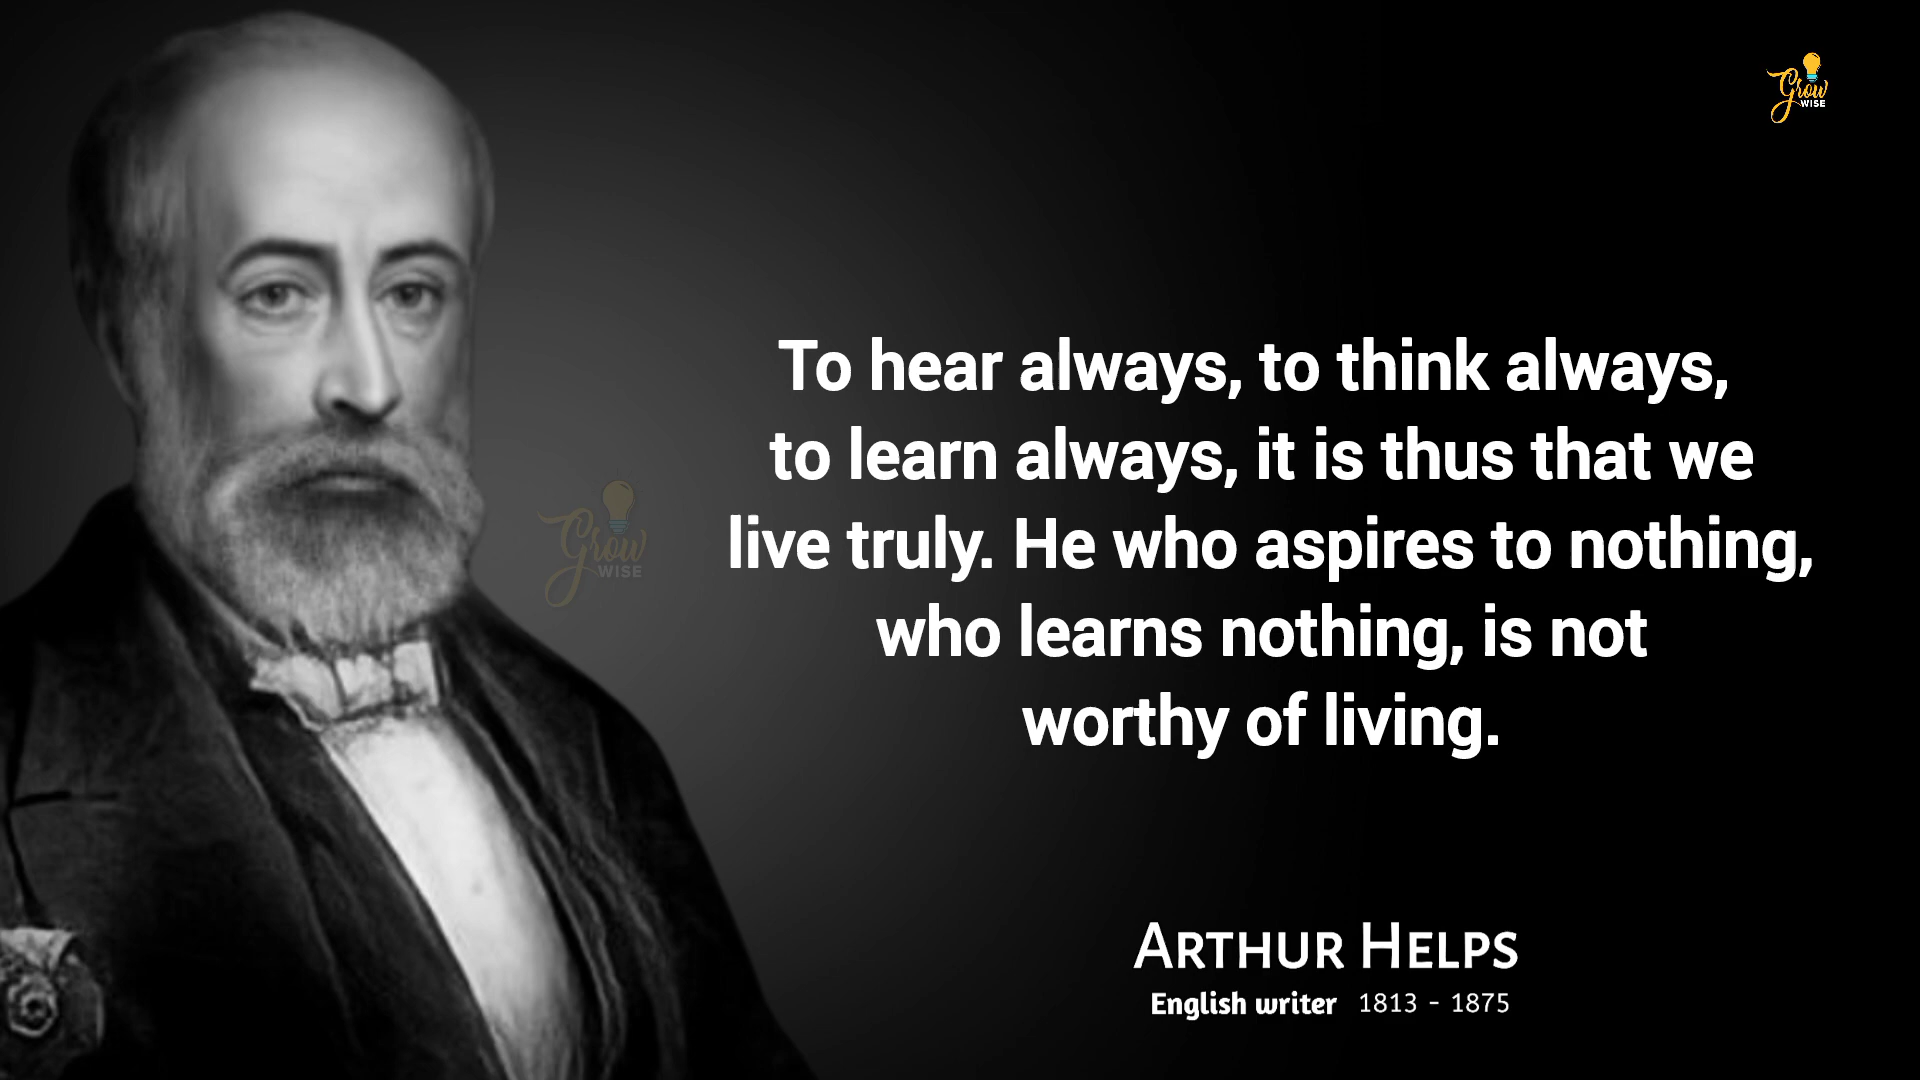 Grow
WISE
To hear always, to think always,
to learn always, it is thus that we
live truly. He who aspires to nothing,
who learns nothing, is not
worthy of living.
Grow
WISE
ARTHUR HELPS
English writer 1813 - 1875